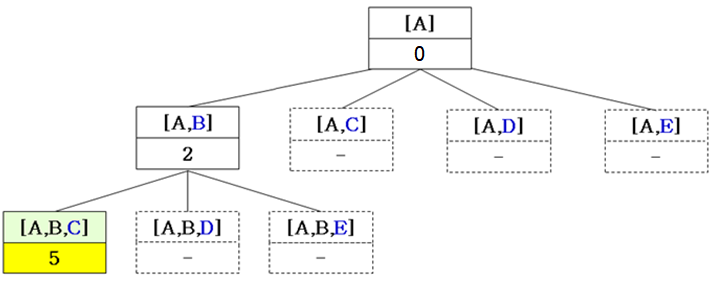 [A]
0
[A,B]
2
[A,C]
–
[A,D]
–
[A,E]
–
[A,B,C]
5
[A,B,D]
–
[A,B,E]
–